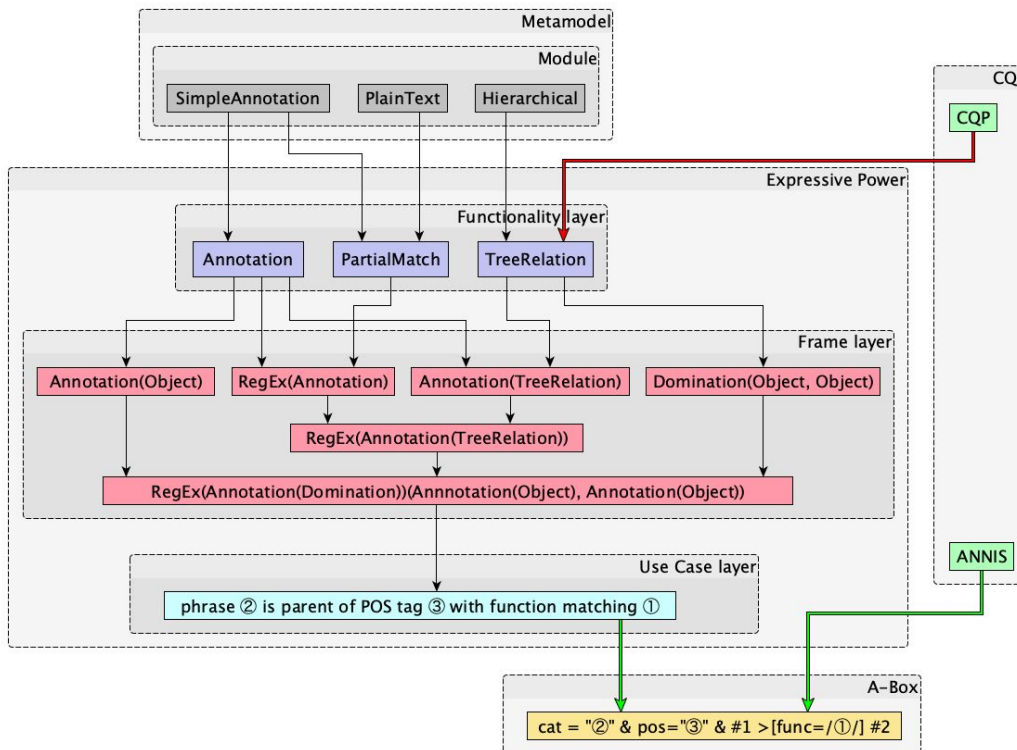 Metamodel
Module
SimpleAnnotation PlainText Hierarchical
CQ
CQP
Expressive Power
Functionality layer
Annotation PartialMatch TreeRelation
Frame layer
Annotation(Object) RegEx(Annotation) Annotation(TreeRelation) Domination(Object, Object)
RegEx(Annotation(TreeRelation))
RegEx(Annotation(Domination))(Annnotation(Object), Annotation(Object))
ANNIS
Use Case layer
phrase ② is parent of POS tag ③ with function matching ①
A-Box
cat = "②" & pos="③" & #1 >[func=/①/] #2